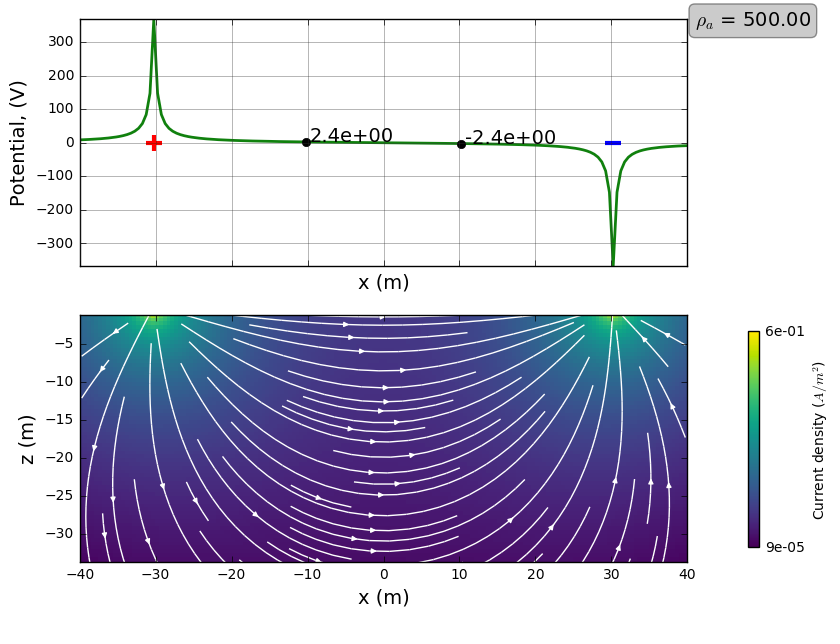 ρₐ = 500.00
Potential, (V)
300
200
100
0
−100
−200
−300
2.4e+00
-2.4e+00
x (m)
z (m)
−5
−10
−15
−20
−25
−30
−40
−30
−20
−10
0
10
20
30
40
x (m)
6e-01
9e-05
Current density (A/m²)